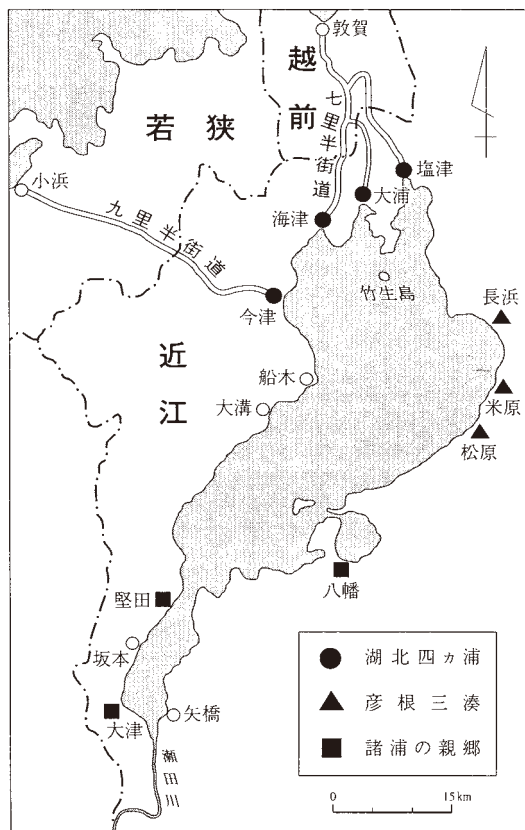 敦賀
越前
若狭
七里半街道
塩津
大浦
海津
小浜
九里半街道
竹生島
今津
長浜
近江
船木
米原
大溝
松原
八幡
堅田
坂本
湖北四ヵ浦
彦根三湊
大津
矢橋
諸浦の親郷
瀬田川
0 15km